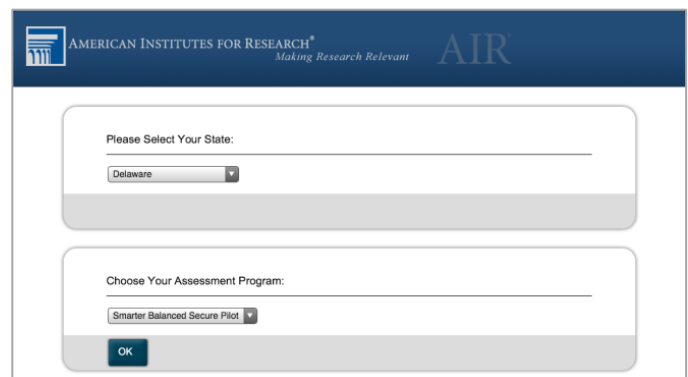 AMERICAN INSTITUTES FOR RESEARCH®
Making Research Relevant
AIR®
Please Select Your State:
Delaware
Choose Your Assessment Program:
Smarter Balanced Secure Pilot
OK